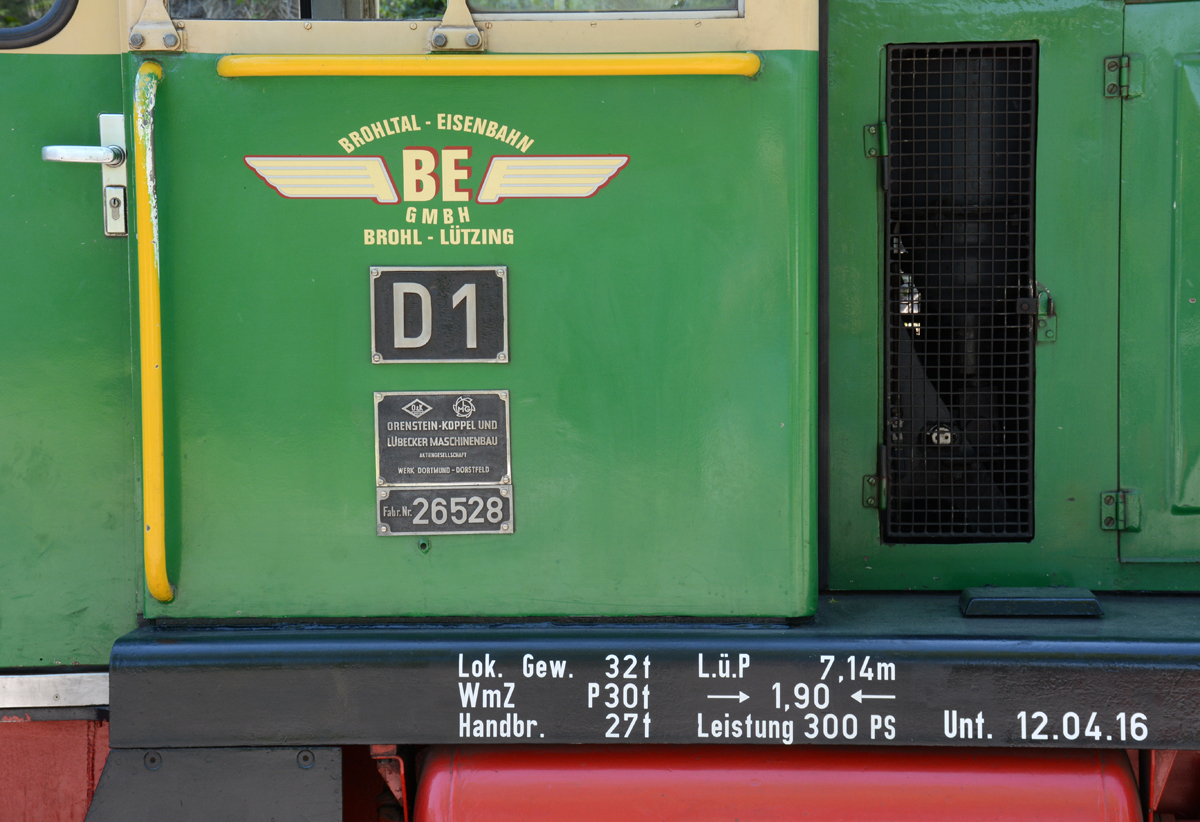 BROHLTAL - EISENBAHN
BE
GMBH
BROHL - LÜTZING
D 1
O&K
MG
ORENSTEIN-KOPPEL UND
LÜBECKER MASCHINENBAU
AKTIENGESELLSCHAFT
WERK DORTMUND - DORSTFELD
Fabr. Nr. 26528
Lok. Gew. 32t L.ü.P 7,14m
WmZ P30t → 1,90 ←
Handbr. 27t Leistung 300 PS Unt. 12.04.16